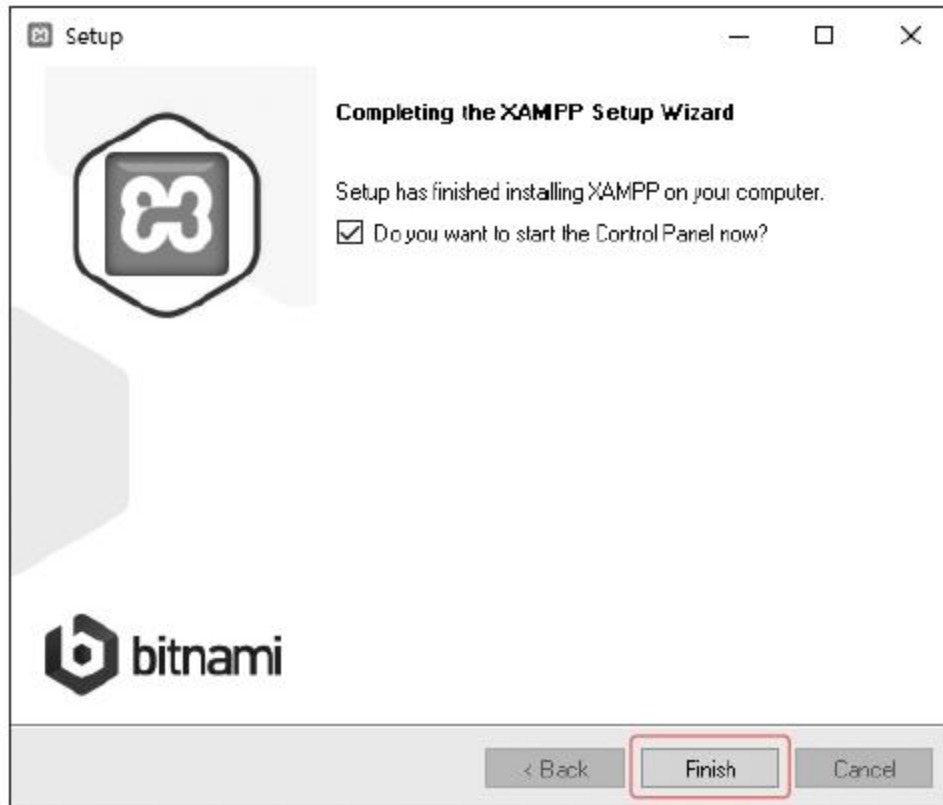 Setup
Completing the XAMPP Setup Wizard
Setup has finished installing XAMPP on your computer.
Do you want to start the Control Panel now?
bitnami
< Back
Finish
Cancel